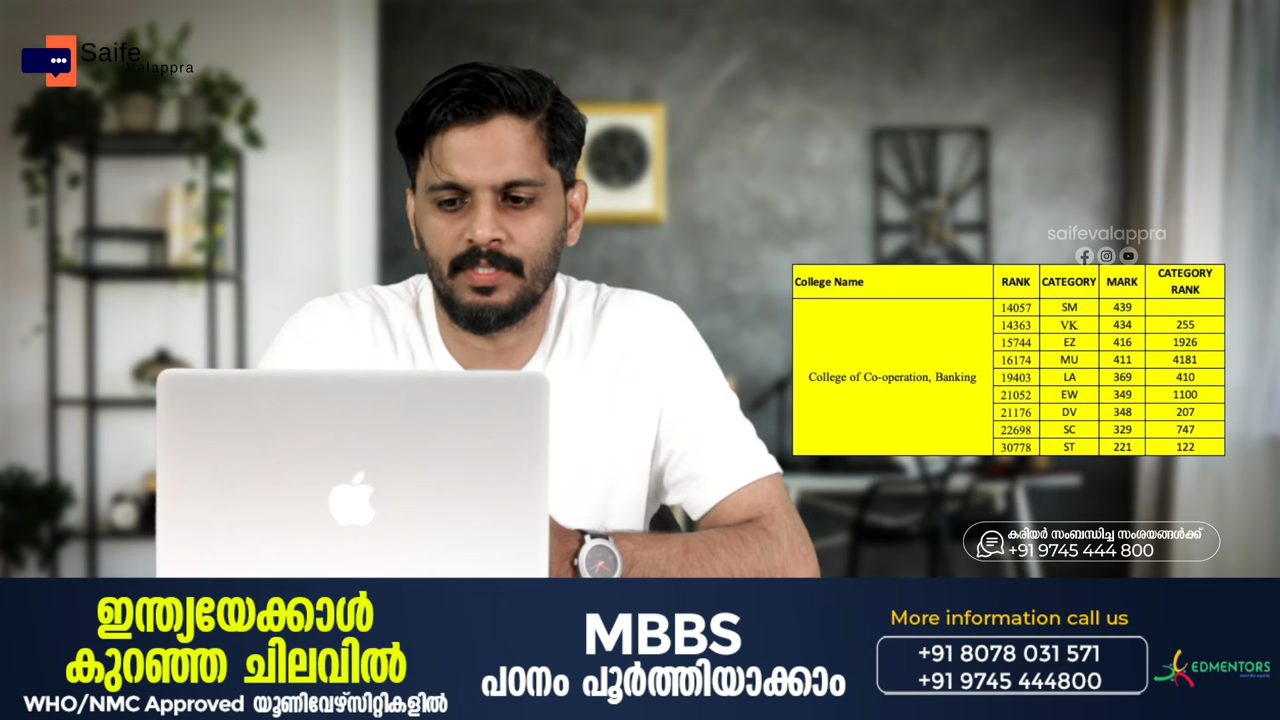 Saife
Valappra
saifevalappra
College Name RANK CATEGORY MARK CATEGORY RANK
College of Co-operation, Banking
14057 SM 439
14363 VK 434 255
15744 EZ 416 1926
16174 MU 411 4181
19403 LA 369 410
21052 EW 349 1100
21176 DV 348 207
22698 SC 329 747
30778 ST 221 122
കരിയർ സംബന്ധിച്ച സംശയങ്ങൾക്ക്
+91 9745 444 800
ഇന്ത്യയേക്കാൾ
കുറഞ്ഞ ചിലവിൽ
WHO/NMC Approved യൂണിവേഴ്സിറ്റികളിൽ
MBBS
പഠനം പൂർത്തിയാക്കാം
More information call us
+91 8078 031 571
+91 9745 444800
EDMENTORS